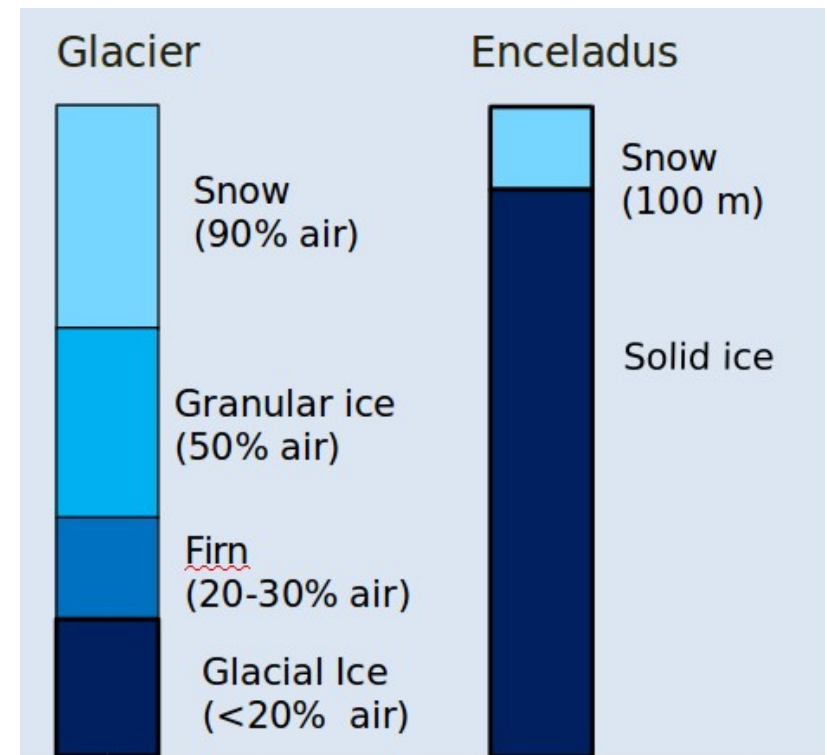 Glacier
Snow
(90% air)
Granular ice
(50% air)
Firn
(20-30% air)
Glacial Ice
(<20%  air)
Enceladus
Snow
(100 m)
Solid ice